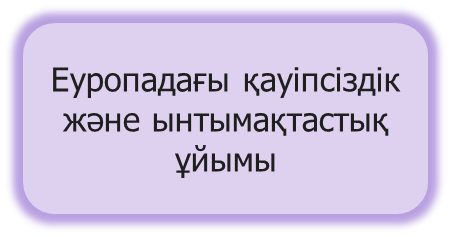 Еуропадағы қауіпсіздік
және ынтымақтастық
ұйымы